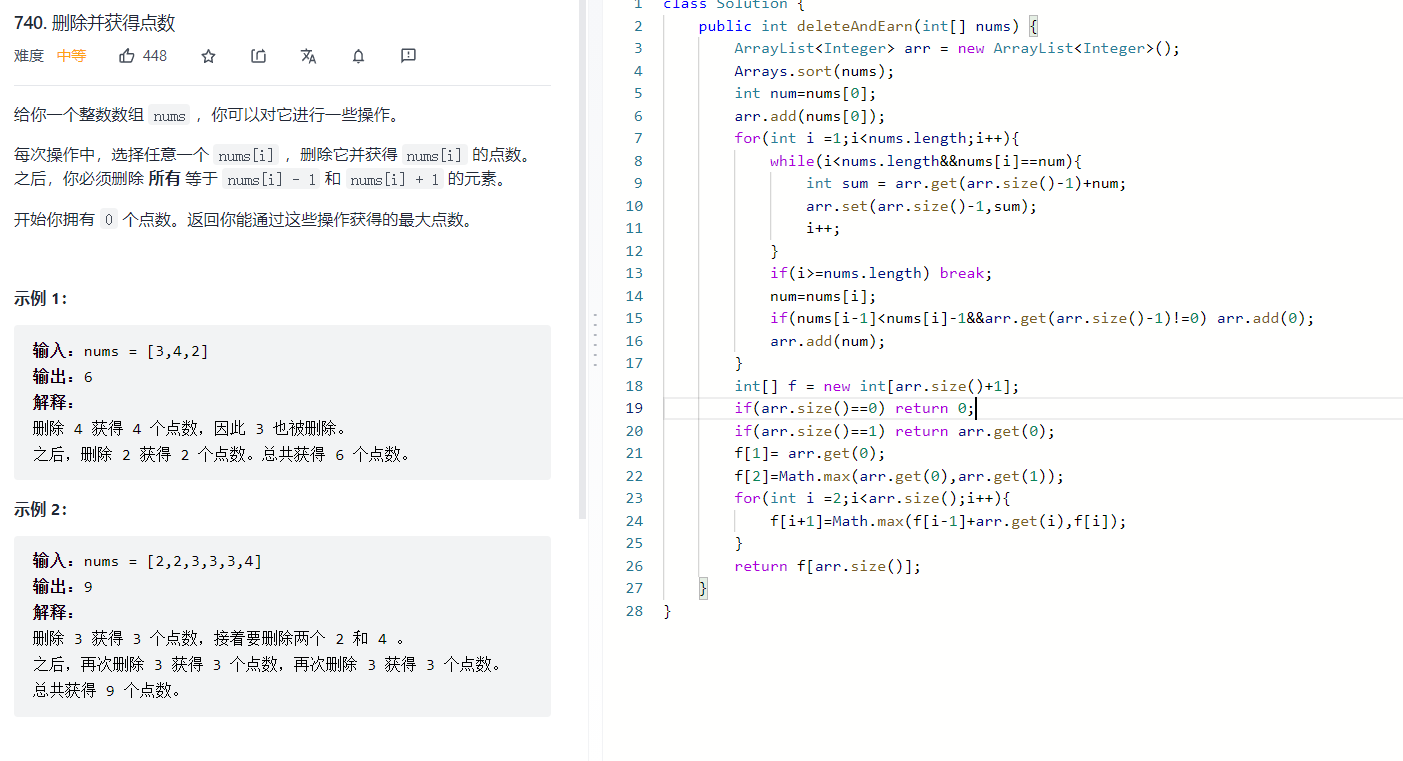 740. 删除并获得点数
难度 中等 448
给你一个整数数组 nums ，你可以对它进行一些操作。
每次操作中，选择任意一个 nums[i] ，删除它并获得 nums[i] 的点数。
之后，你必须删除 所有 等于 nums[i] - 1 和 nums[i] + 1 的元素。
开始你拥有 0 个点数。返回你能通过这些操作获得的最大点数。
示例 1：
输入：nums = [3,4,2]
输出：6
解释：
删除 4 获得 4 个点数，因此 3 也被删除。
之后，删除 2 获得 2 个点数。总共获得 6 个点数。
示例 2：
输入：nums = [2,2,3,3,3,4]
输出：9
解释：
删除 3 获得 3 个点数，接着要删除两个 2 和 4 。
之后，再次删除 3 获得 3 个点数，再次删除 3 获得 3 个点数。
总共获得 9 个点数。
1 class Solution {
2 public int deleteAndEarn(int[] nums) {
3 ArrayList<Integer> arr = new ArrayList<Integer>();
4 Arrays.sort(nums);
5 int num=nums[0];
6 arr.add(nums[0]);
7 for(int i =1;i<nums.length;i++){
8 while(i<nums.length&&nums[i]==num){
9 int sum = arr.get(arr.size()-1)+num;
10 arr.set(arr.size()-1,sum);
11 i++;
12 }
13 if(i>=nums.length) break;
14 num=nums[i];
15 if(nums[i-1]<nums[i]-1&&arr.get(arr.size()-1)!=0) arr.add(0);
16 arr.add(num);
17 }
18 int[] f = new int[arr.size()+1];
19 if(arr.size()==0) return 0;
20 if(arr.size()==1) return arr.get(0);
21 f[1]= arr.get(0);
22 f[2]=Math.max(arr.get(0),arr.get(1));
23 for(int i =2;i<arr.size();i++){
24 f[i+1]=Math.max(f[i-1]+arr.get(i),f[i]);
25 }
26 return f[arr.size()];
27 }
28 }